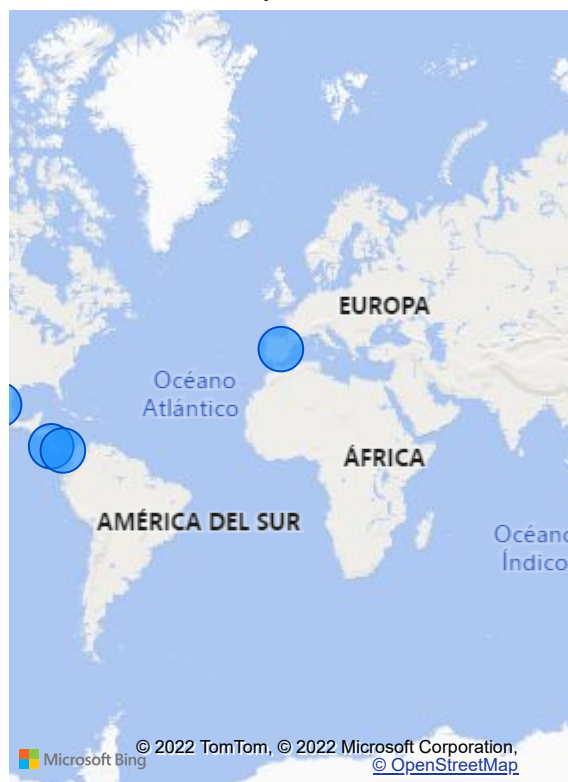 EUROPA
Océano
Atlántico
ÁFRICA
AMÉRICA DEL SUR
Océano
Índico
Microsoft Bing
© 2022 TomTom, © 2022 Microsoft Corporation,
© OpenStreetMap